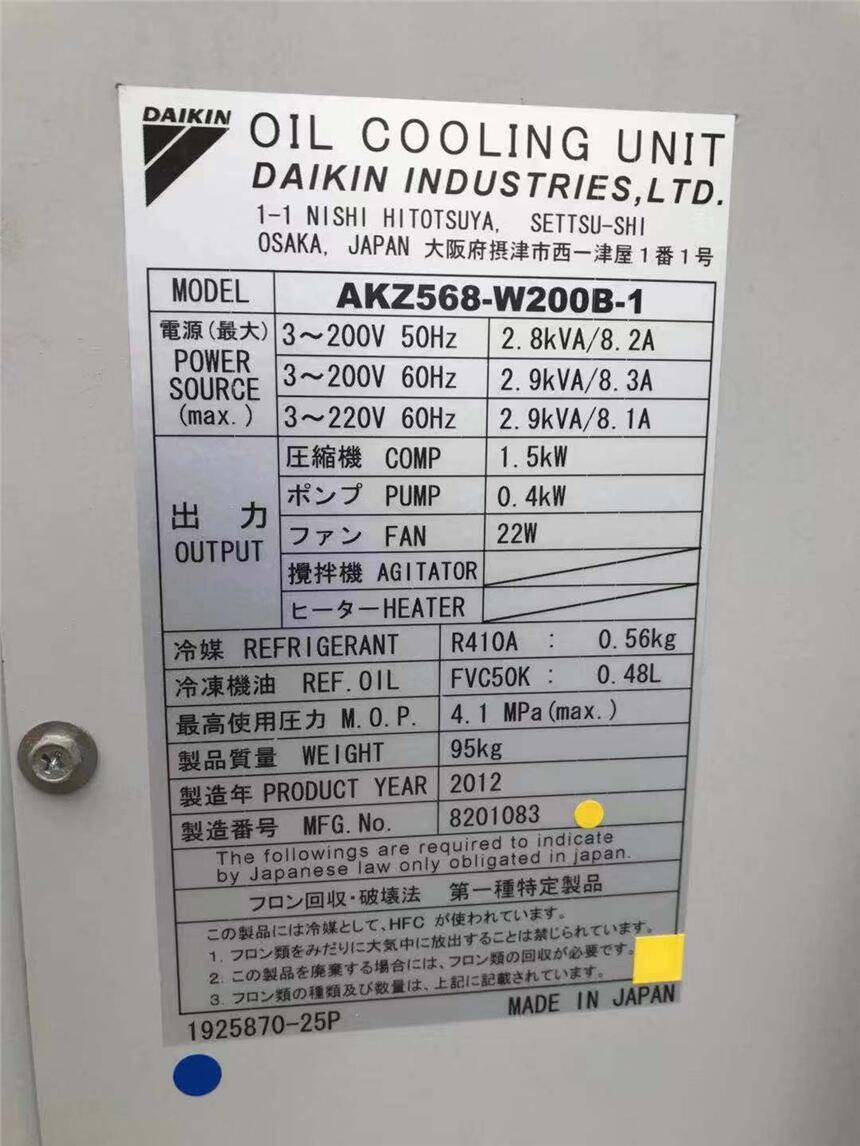 DAIKIN
OIL COOLING UNIT
DAIKIN INDUSTRIES,LTD.
1-1 NISHI HITOTSUYA, SETTSU-SHI
OSAKA, JAPAN 大阪府摂津市西一津屋1番1号
MODEL AKZ568-W200B-1
電源(最大) POWER SOURCE (max.)
3～200V 50Hz 2.8kVA/8.2A
3～200V 60Hz 2.9kVA/8.3A
3～220V 60Hz 2.9kVA/8.1A
出力 OUTPUT
圧縮機 COMP 1.5kW
ポンプ PUMP 0.4kW
ファン FAN 22W
攪拌機 AGITATOR
ヒーター HEATER
冷媒 REFRIGERANT R410A : 0.56kg
冷凍機油 REF.OIL FVC50K : 0.48L
最高使用圧力 M.O.P. 4.1 MPa(max.)
製品質量 WEIGHT 95kg
製造年 PRODUCT YEAR 2012
製造番号 MFG.No. 8201083
The followings are required to indicate
by Japanese law only obligated in japan.
フロン回収・破壊法 第一種特定製品
この製品には冷媒として、HFC が使われています。
1. フロン類をみだりに大気中に放出することは禁じられています。
2. この製品を廃棄する場合には、フロン類の回収が必要です。
3. フロン類の種類及び数量は、上記に記載されています。
MADE IN JAPAN
1925870-25P